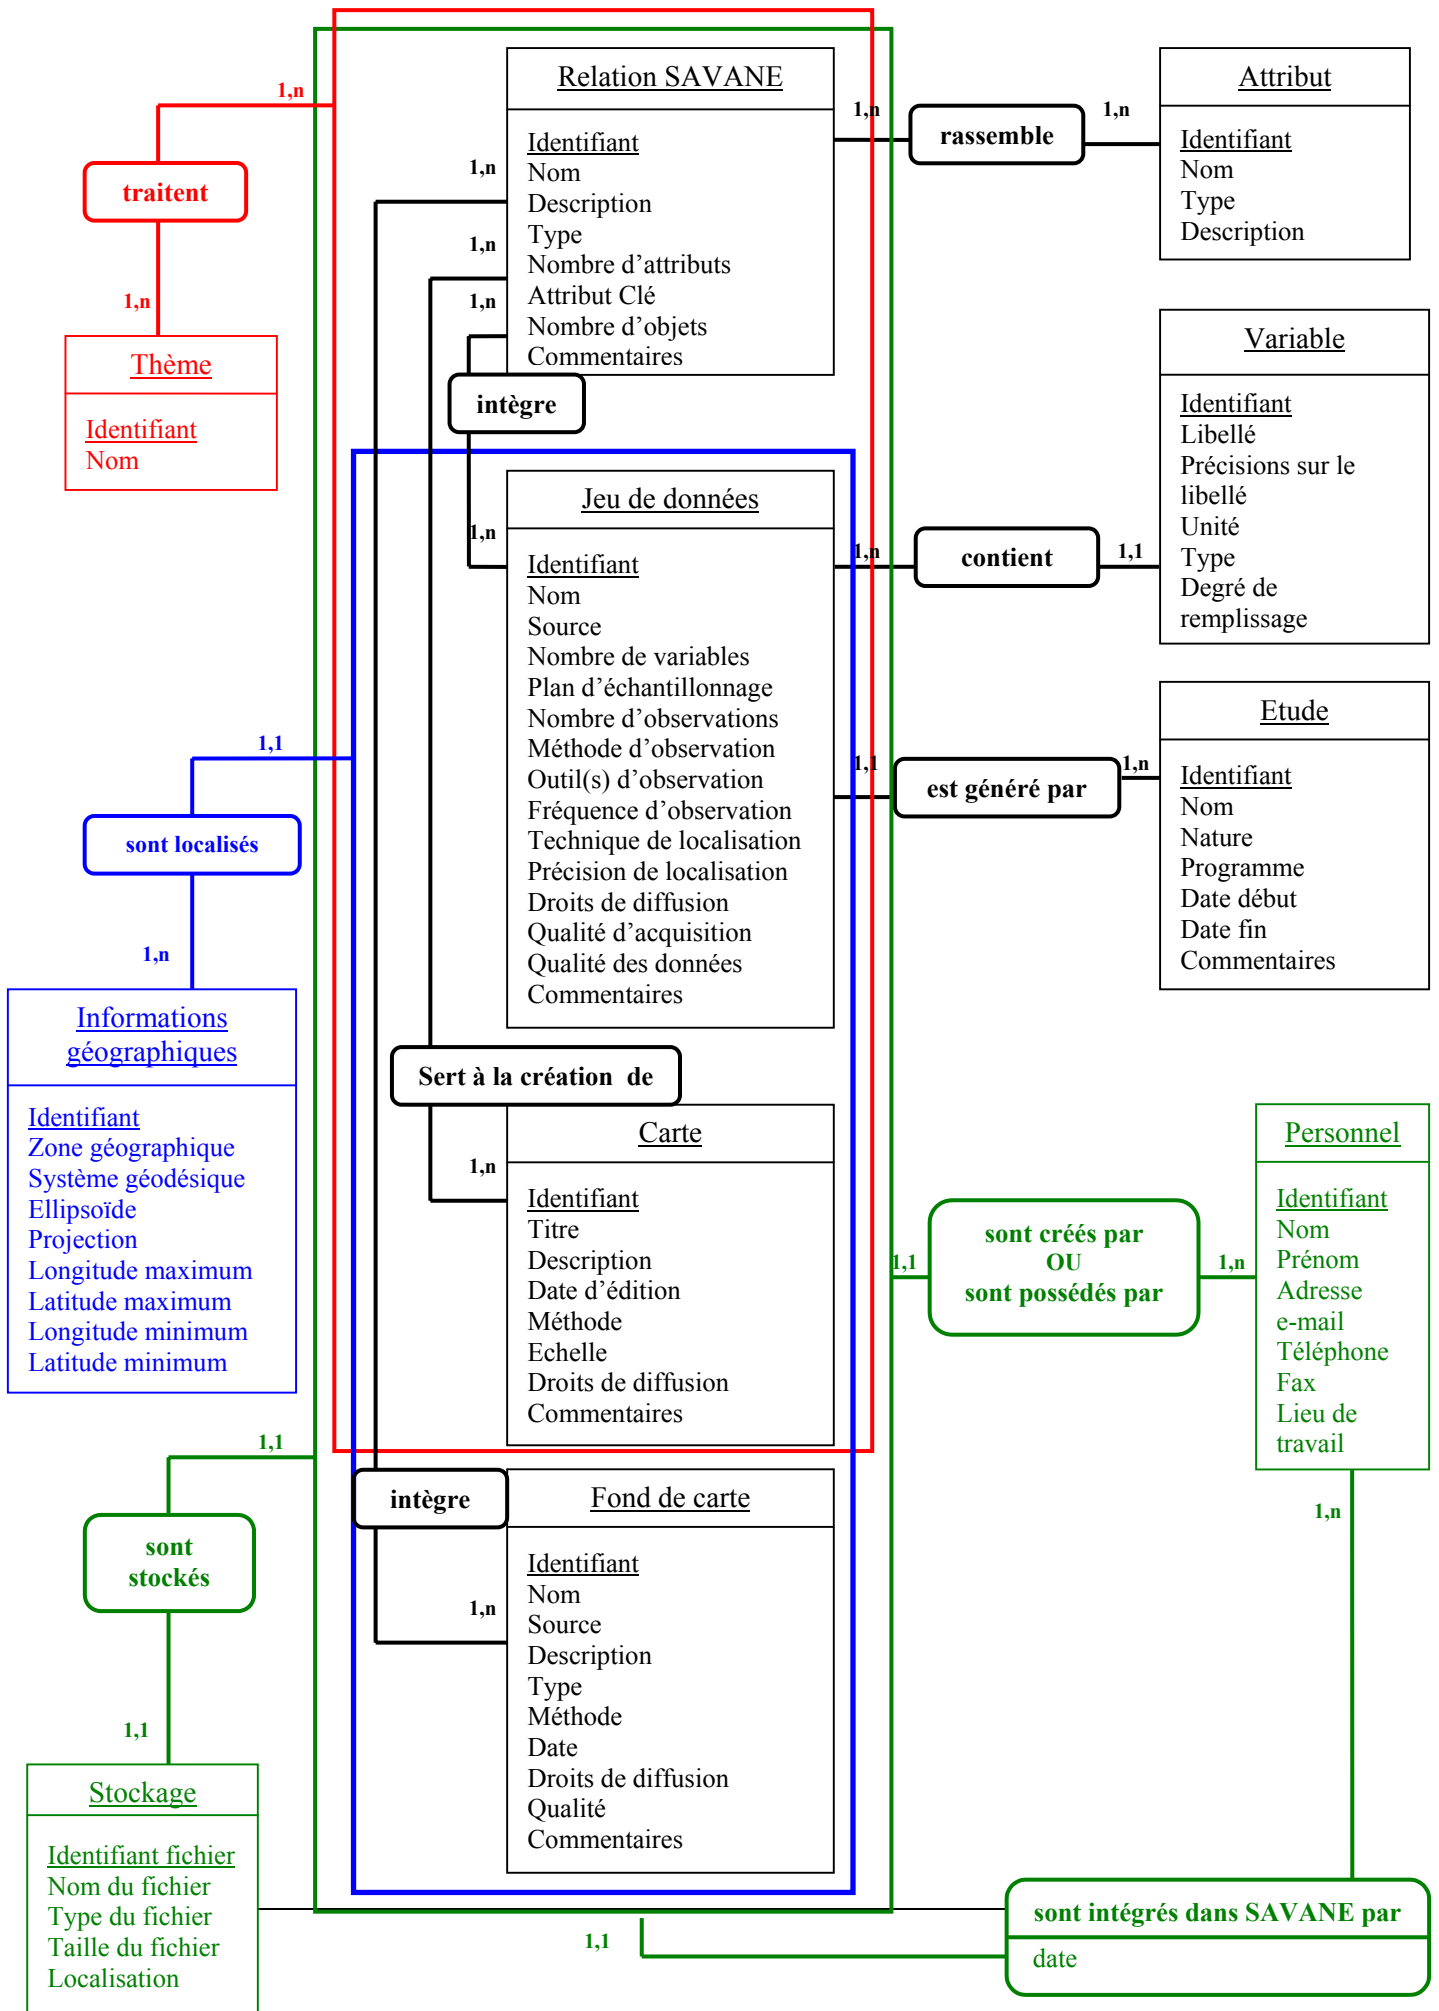 Relation SAVANE
Identifiant
Nom
Description
Type
Nombre d’attributs
Attribut Clé
Nombre d’objets
Commentaires
1,n
rassemble
1,n
Attribut
Identifiant
Nom
Type
Description
1,n
traitent
1,n
Thème
Identifiant
Nom
1,n
1,n
1,n
intègre
1,n
Jeu de données
Identifiant
Nom
Source
Nombre de variables
Plan d’échantillonnage
Nombre d’observations
Méthode d’observation
Outil(s) d’observation
Fréquence d’observation
Technique de localisation
Précision de localisation
Droits de diffusion
Qualité d’acquisition
Qualité des données
Commentaires
1,n
contient
1,1
Variable
Identifiant
Libellé
Précisions sur le
libellé
Unité
Type
Degré de
remplissage
1,1
est généré par
1,n
Etude
Identifiant
Nom
Nature
Programme
Date début
Date fin
Commentaires
1,1
sont localisés
1,n
Informations
géographiques
Identifiant
Zone géographique
Système géodésique
Ellipsoïde
Projection
Longitude maximum
Latitude maximum
Longitude minimum
Latitude minimum
Sert à la création de
1,n
Carte
Identifiant
Titre
Description
Date d’édition
Méthode
Echelle
Droits de diffusion
Commentaires
1,1
sont créés par
OU
sont possédés par
1,n
Personnel
Identifiant
Nom
Prénom
Adresse
e-mail
Téléphone
Fax
Lieu de
travail
1,n
intègre
1,n
Fond de carte
Identifiant
Nom
Source
Description
Type
Méthode
Date
Droits de diffusion
Qualité
Commentaires
1,1
sont
stockés
1,1
Stockage
Identifiant fichier
Nom du fichier
Type du fichier
Taille du fichier
Localisation
1,1
sont intégrés dans SAVANE par
date